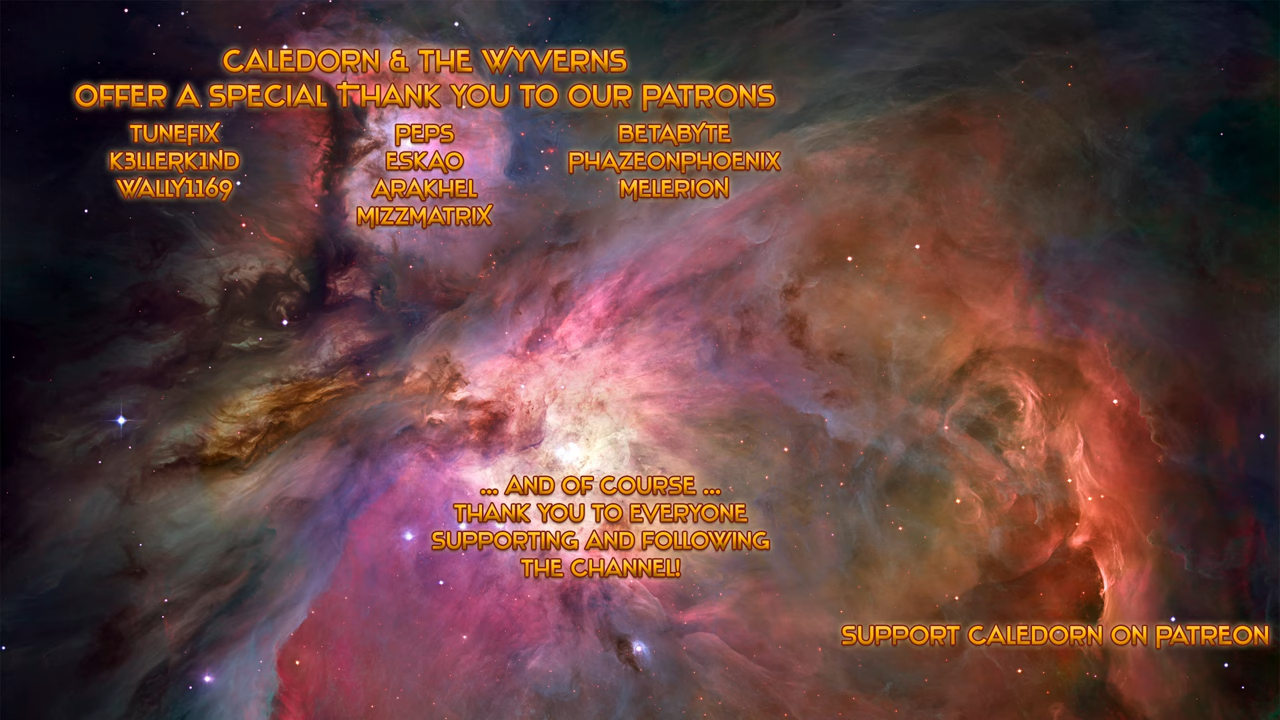 CALEDORN & THE WYVERNS
OFFER A SPECIAL THANK YOU TO OUR PATRONS
TUNEFIX
K3LLERK1ND
WALLY1169
PEPS
ESKAO
ARAKHEL
MIZZMATRIX
BETABYTE
PHAZEONPHOENIX
MELERION
... AND OF COURSE ...
THANK YOU TO EVERYONE
SUPPORTING AND FOLLOWING
THE CHANNEL!
SUPPORT CALEDORN ON PATREON